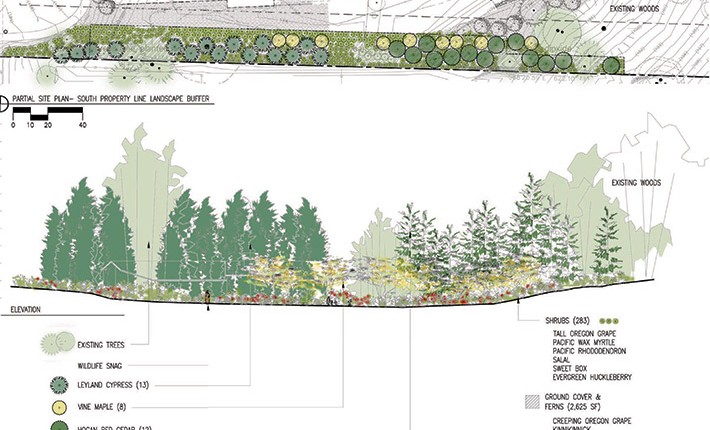 EXISTING WOODS
PARTIAL SITE PLAN- SOUTH PROPERTY LINE LANDSCAPE BUFFER
0 10 20 40
EXISTING WOODS
ELEVATION
EXISTING TREES
WILDLIFE SNAG
LEYLAND CYPRESS (13)
VINE MAPLE (8)
HOGAN RED CEDAR (12)
SHRUBS (283)
TALL OREGON GRAPE
PACIFIC WAX MYRTLE
PACIFIC RHODODENDRON
SALAL
SWEET BOX
EVERGREEN HUCKLEBERRY
GROUND COVER &
FERNS (2,625 SF)
CREEPING OREGON GRAPE
KINNIKINNICK